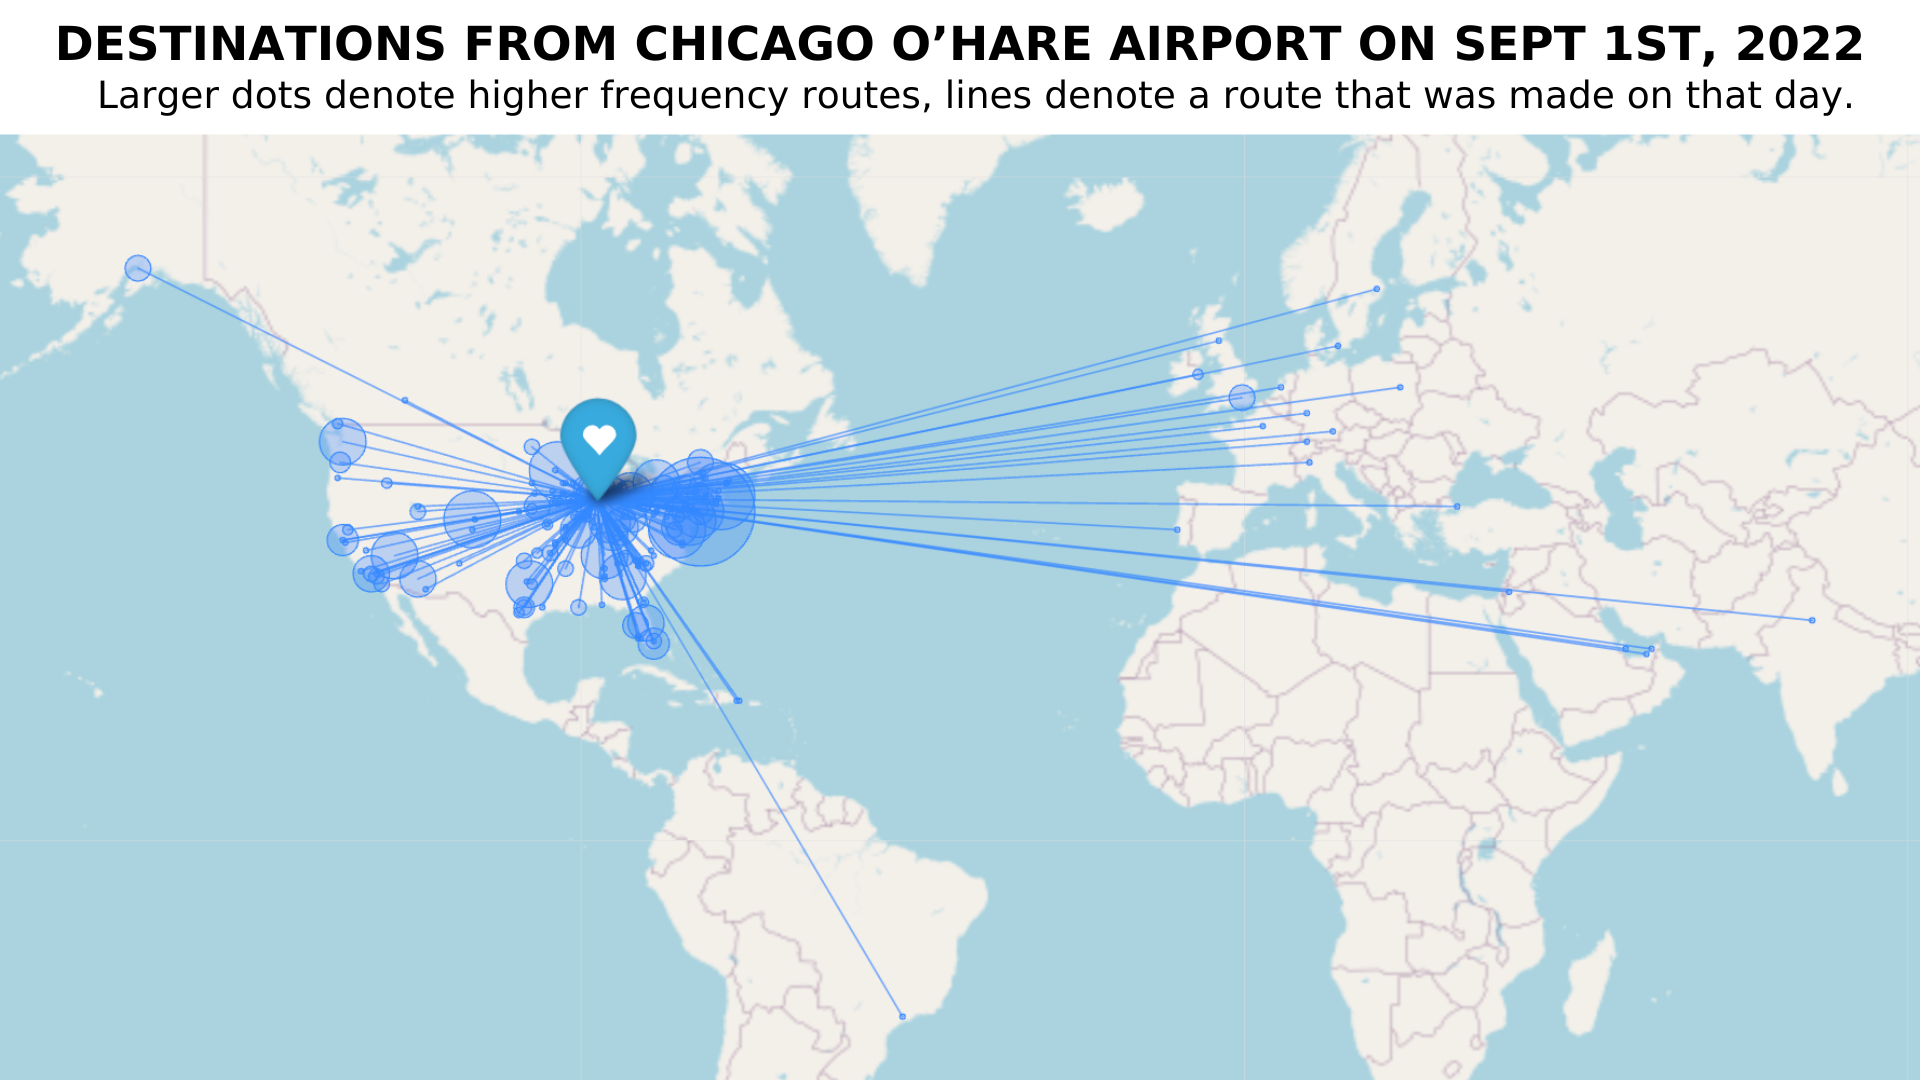 DESTINATIONS FROM CHICAGO O’HARE AIRPORT ON SEPT 1ST, 2022
Larger dots denote higher frequency routes, lines denote a route that was made on that day.